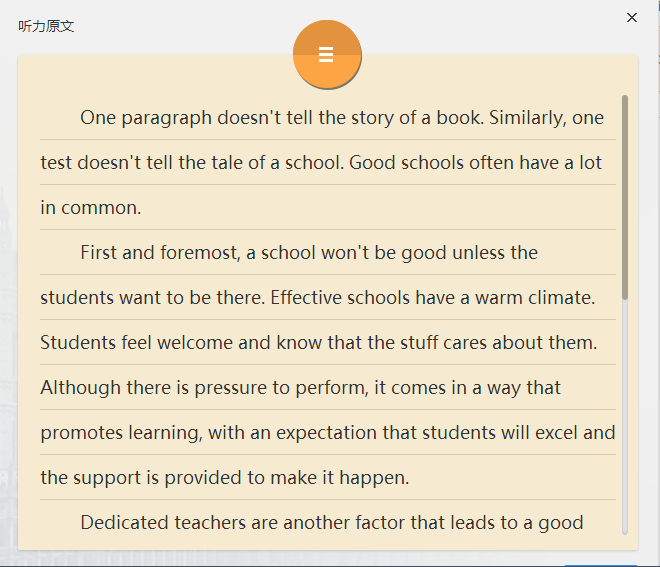 听力原文
One paragraph doesn't tell the story of a book. Similarly, one
test doesn't tell the tale of a school. Good schools often have a lot
in common.
First and foremost, a school won't be good unless the
students want to be there. Effective schools have a warm climate.
Students feel welcome and know that the stuff cares about them.
Although there is pressure to perform, it comes in a way that
promotes learning, with an expectation that students will excel and
the support is provided to make it happen.
Dedicated teachers are another factor that leads to a good